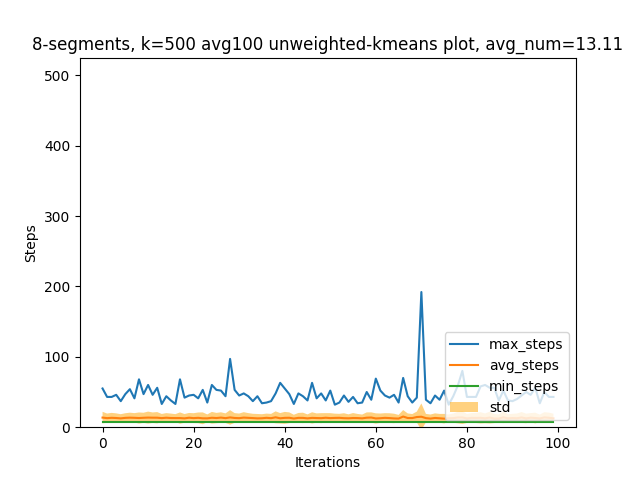 8-segments, k=500 avg100 unweighted-kmeans plot, avg_num=13.11
500
400
300
200
100
0
Steps
max_steps
avg_steps
min_steps
std
0 20 40 60 80 100
Iterations